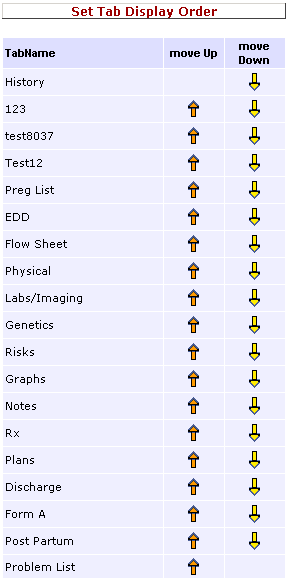 Set Tab Display Order
TabName move Up move Down
History
123
test8037
Test12
Preg List
EDD
Flow Sheet
Physical
Labs/Imaging
Genetics
Risks
Graphs
Notes
Rx
Plans
Discharge
Form A
Post Partum
Problem List